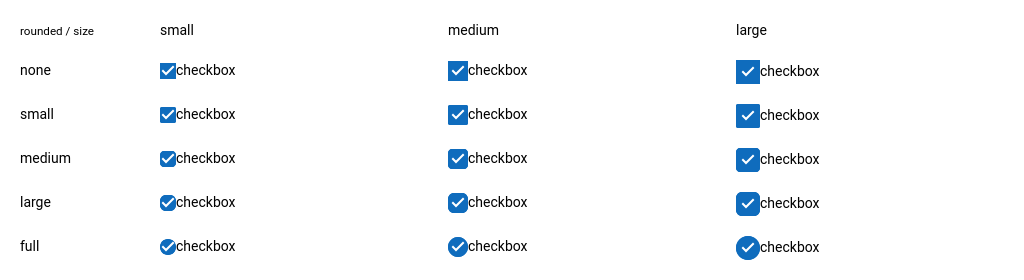 rounded / size small medium large
none checkbox checkbox checkbox
small checkbox checkbox checkbox
medium checkbox checkbox checkbox
large checkbox checkbox checkbox
full checkbox checkbox checkbox